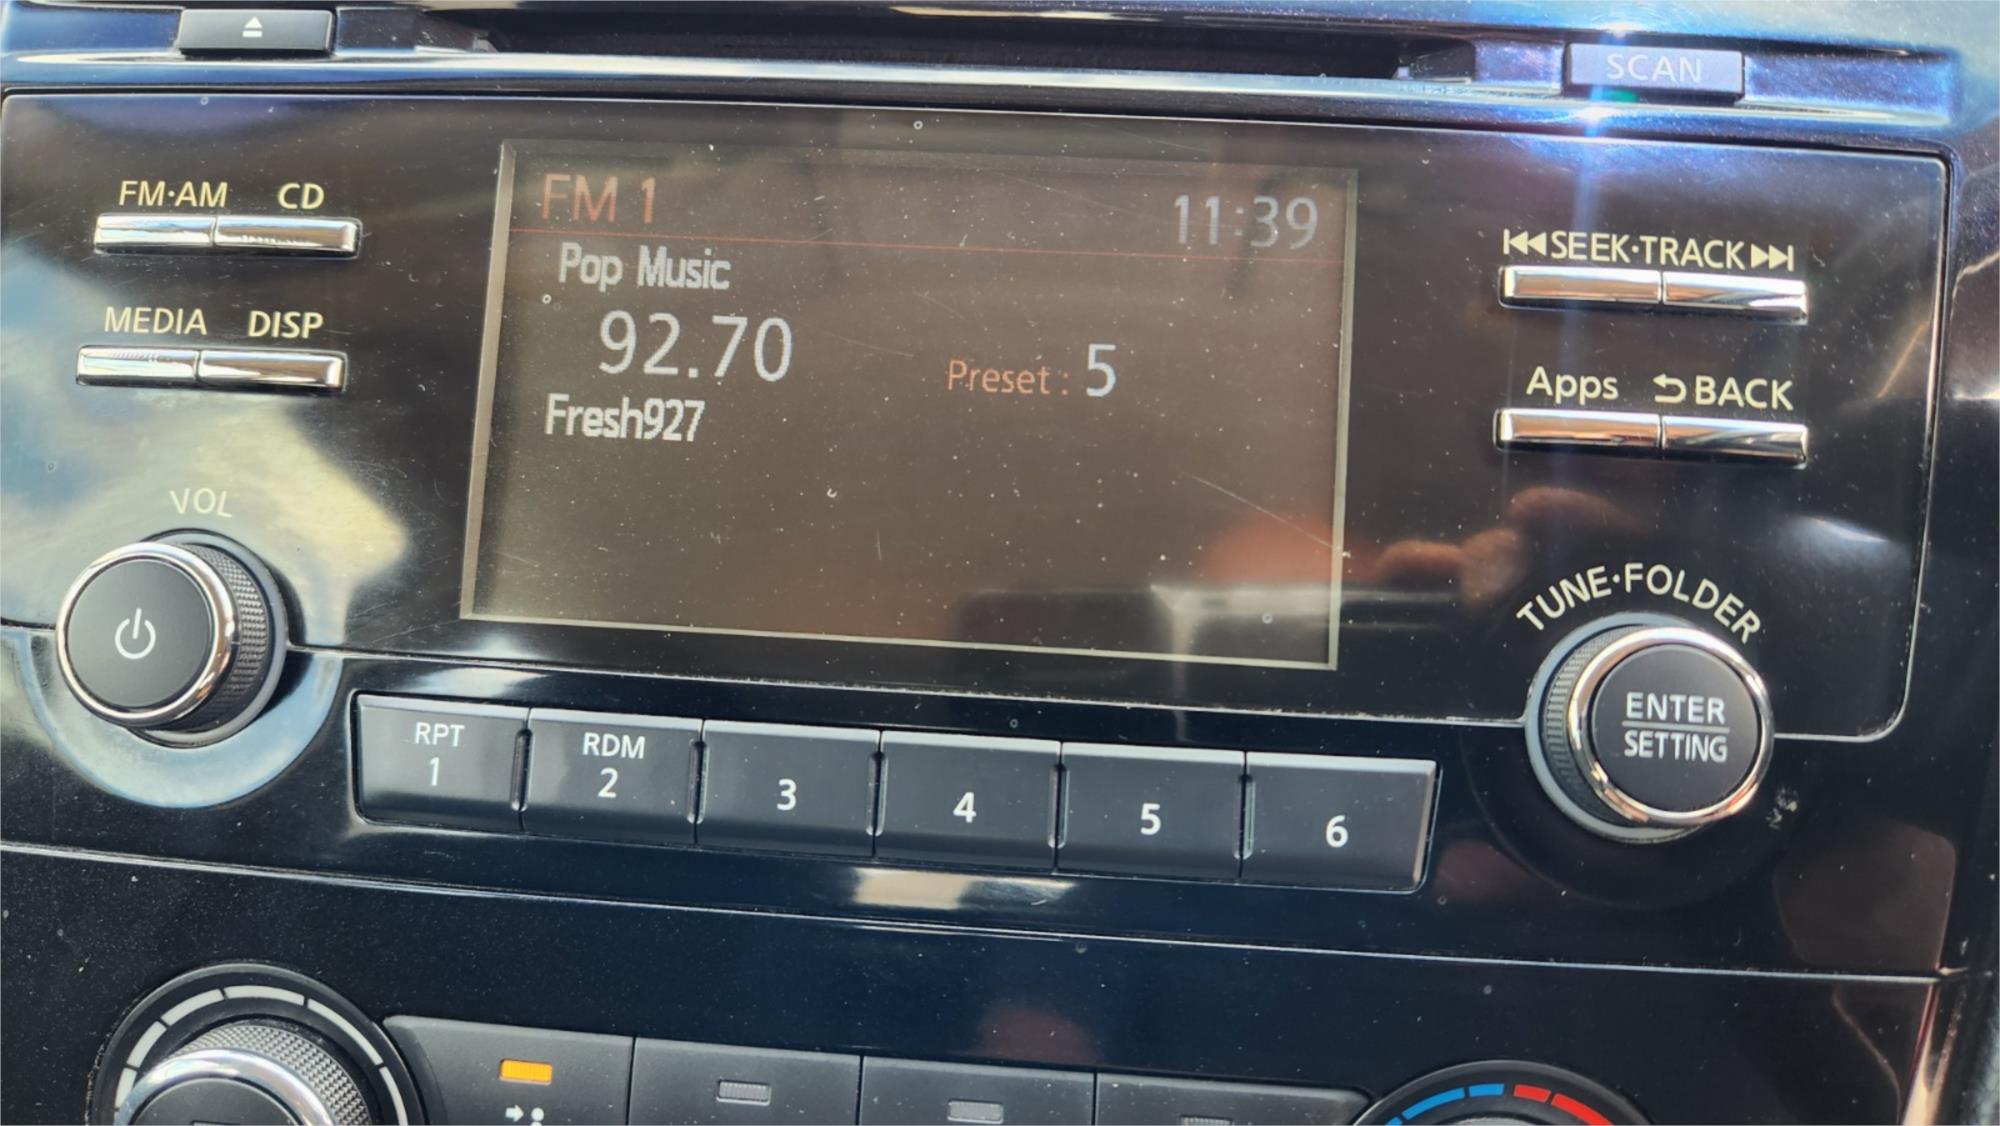 SCAN
FM·AM CD
MEDIA DISP
VOL
FM 1 11:39
Pop Music
92.70 Preset : 5
Fresh927
SEEK·TRACK
Apps BACK
TUNE·FOLDER
ENTER
SETTING
RPT
1
RDM
2
3
4
5
6